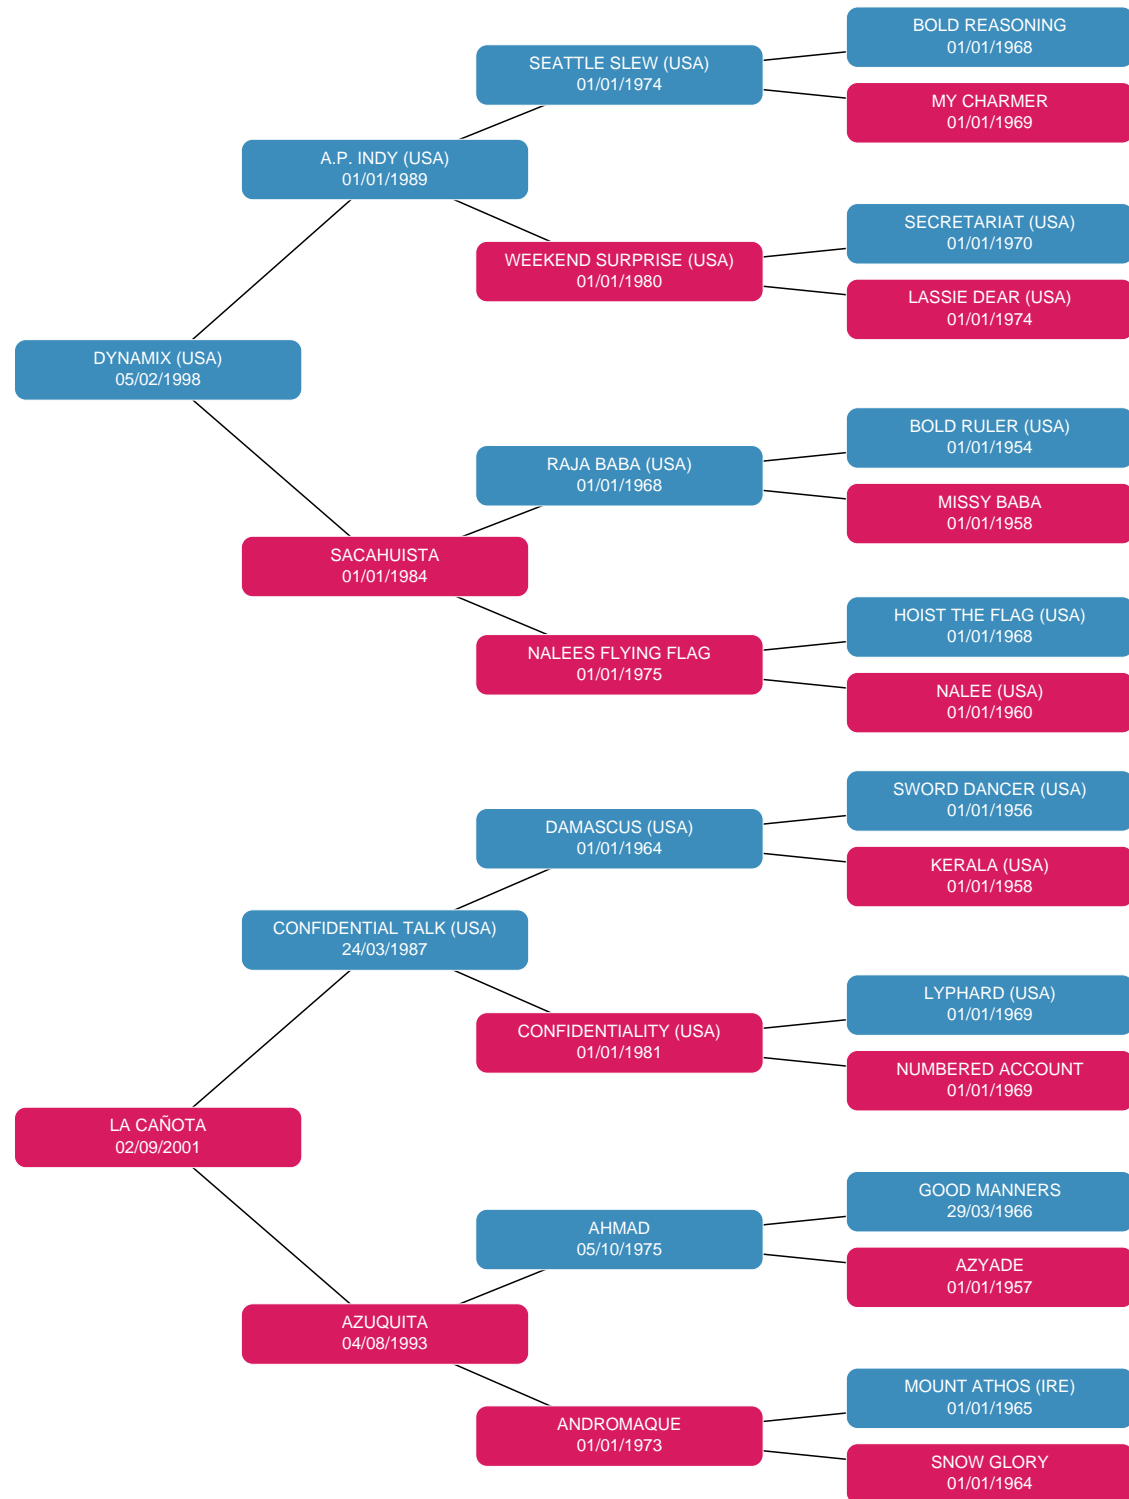 BOLD REASONING
01/01/1968
SEATTLE SLEW (USA)
01/01/1974
MY CHARMER
01/01/1969
A.P. INDY (USA)
01/01/1989
SECRETARIAT (USA)
01/01/1970
WEEKEND SURPRISE (USA)
01/01/1980
LASSIE DEAR (USA)
01/01/1974
DYNAMIX (USA)
05/02/1998
BOLD RULER (USA)
01/01/1954
RAJA BABA (USA)
01/01/1968
MISSY BABA
01/01/1958
SACAHUISTA
01/01/1984
HOIST THE FLAG (USA)
01/01/1968
NALEES FLYING FLAG
01/01/1975
NALEE (USA)
01/01/1960
SWORD DANCER (USA)
01/01/1956
DAMASCUS (USA)
01/01/1964
KERALA (USA)
01/01/1958
CONFIDENTIAL TALK (USA)
24/03/1987
LYPHARD (USA)
01/01/1969
CONFIDENTIALITY (USA)
01/01/1981
NUMBERED ACCOUNT
01/01/1969
LA CAÑOTA
02/09/2001
GOOD MANNERS
29/03/1966
AHMAD
05/10/1975
AZYADE
01/01/1957
AZUQUITA
04/08/1993
MOUNT ATHOS (IRE)
01/01/1965
ANDROMAQUE
01/01/1973
SNOW GLORY
01/01/1964